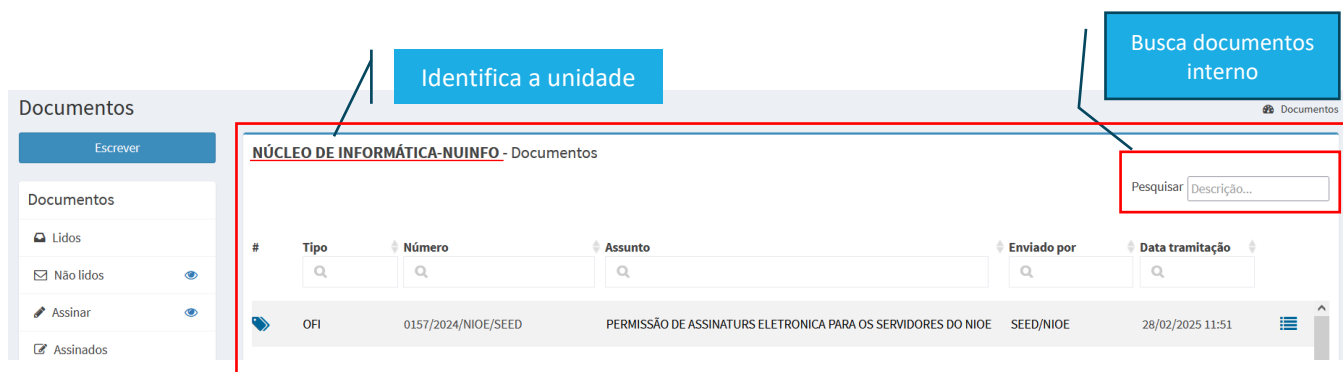 Busca documentos
interno
Identifica a unidade
Documentos
Documentos
Escrever
NÚCLEO DE INFORMÁTICA-NUINFO - Documentos
Pesquisar Descrição...
Documentos
Lidos
Não lidos
Assinar
Assinados
# Tipo Número Assunto Enviado por Data tramitação
OFI 0157/2024/NIOE/SEED PERMISSÃO DE ASSINATURS ELETRONICA PARA OS SERVIDORES DO NIOE SEED/NIOE 28/02/2025 11:51